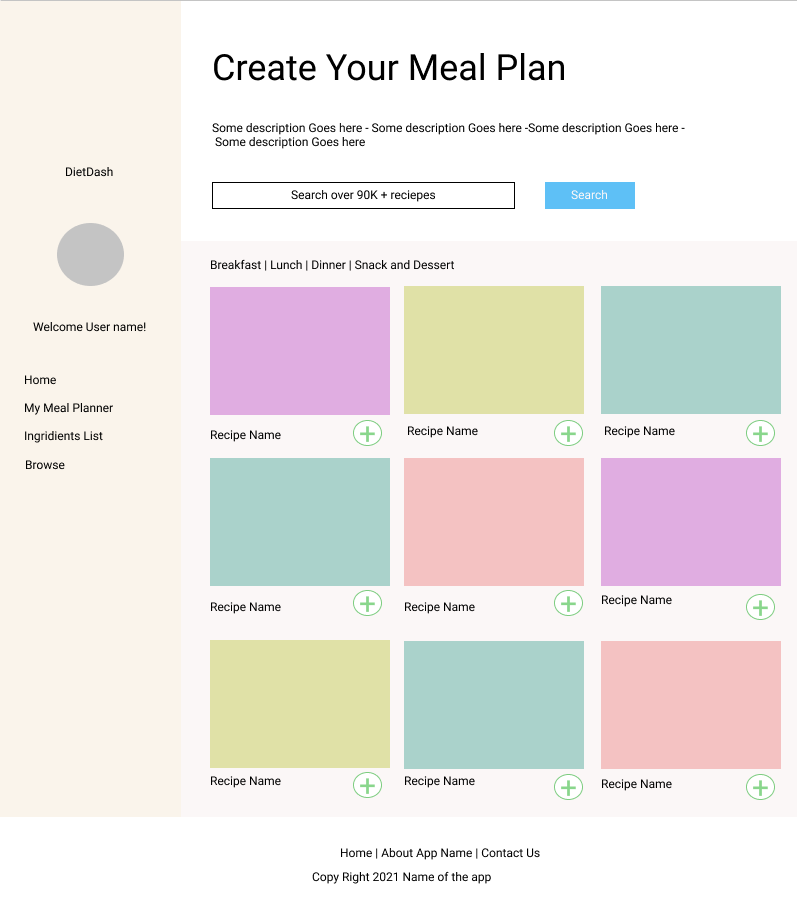 DietDash
Welcome User name!
Home
My Meal Planner
Ingridients List
Browse
Create Your Meal Plan
Some description Goes here - Some description Goes here -Some description Goes here -
Some description Goes here
Search over 90K + reciepes
Search
Breakfast | Lunch | Dinner | Snack and Dessert
Recipe Name
Recipe Name
Recipe Name
Recipe Name
Recipe Name
Recipe Name
Recipe Name
Recipe Name
Recipe Name
Home | About App Name | Contact Us
Copy Right 2021 Name of the app